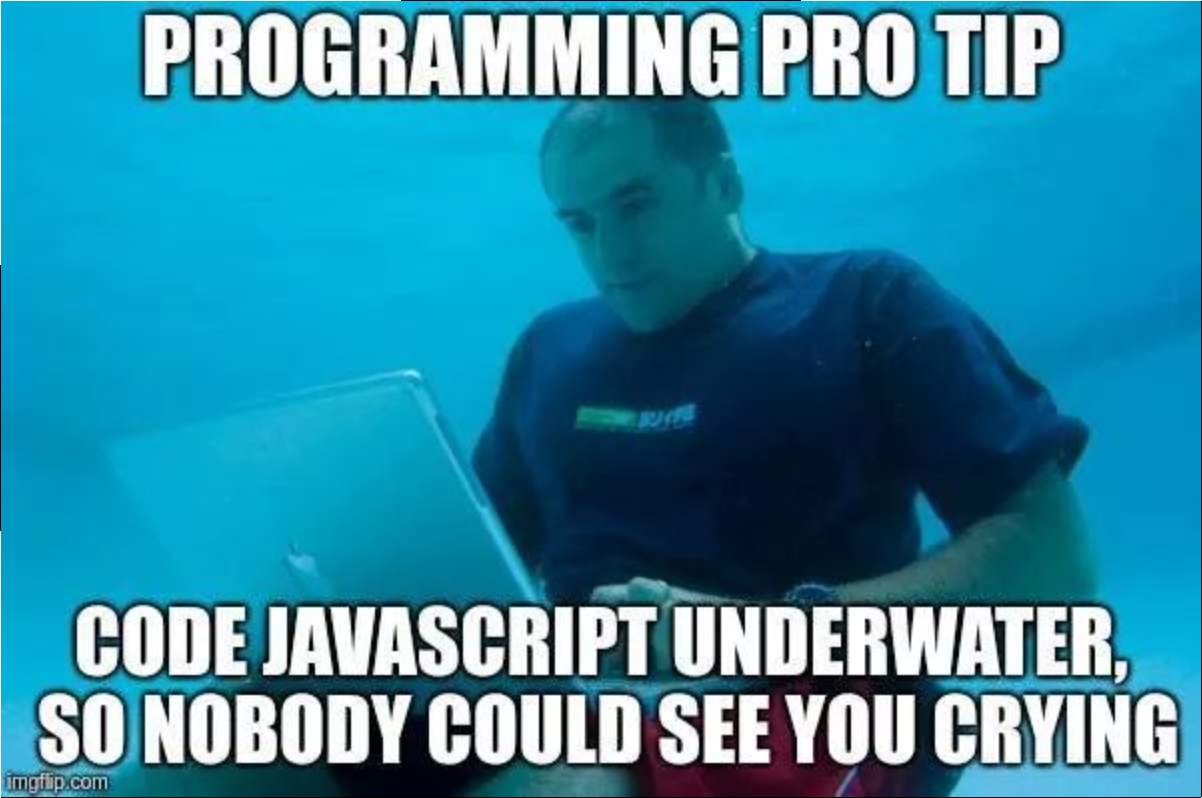 PROGRAMMING PRO TIP
CODE JAVASCRIPT UNDERWATER,
SO NOBODY COULD SEE YOU CRYING
imgflip.com